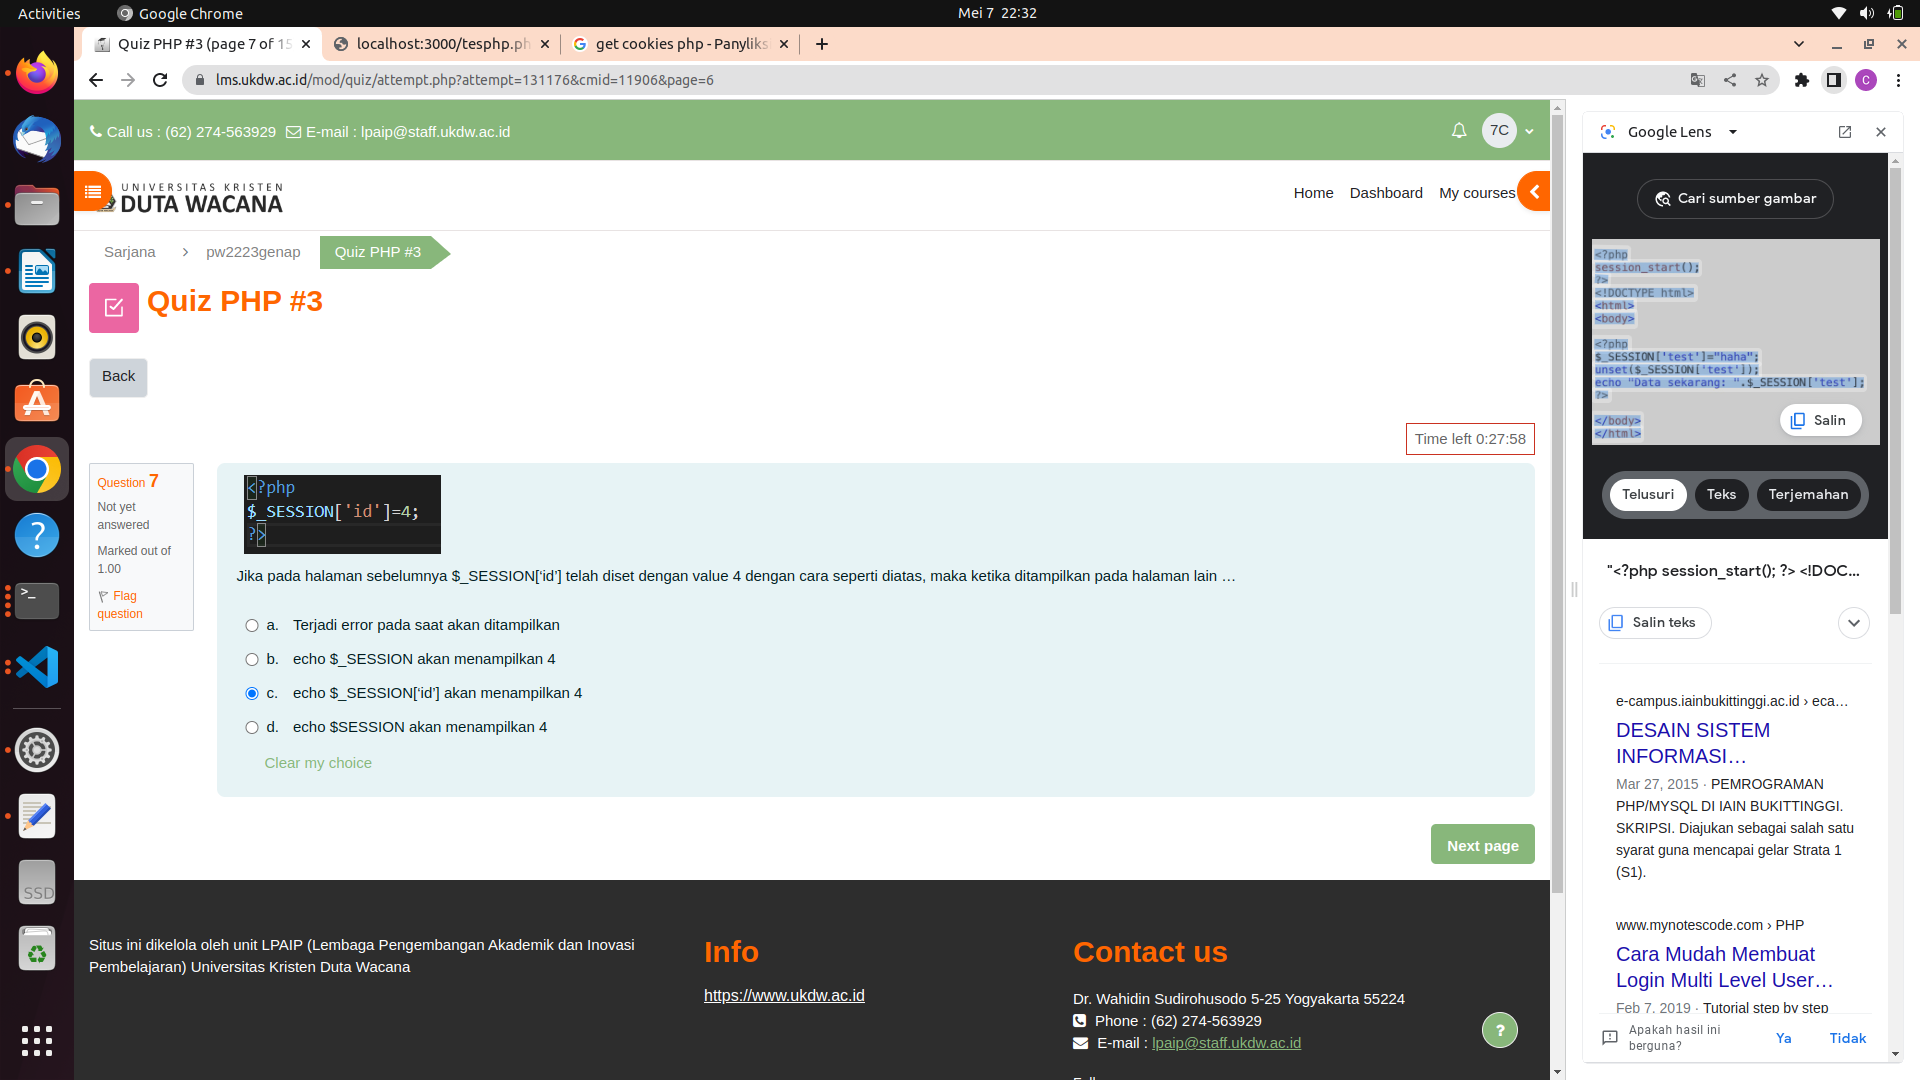 Activities
Google Chrome
Mei 7 22:32
Quiz PHP #3 (page 7 of 15
localhost:3000/tesphp.ph
get cookies php - Panyliks
lms.ukdw.ac.id/mod/quiz/attempt.php?attempt=131176&cmid=11906&page=6
C
Call us : (62) 274-563929 E-mail : lpaip@staff.ukdw.ac.id
7C
UNIVERSITAS KRISTEN
DUTA WACANA
Home Dashboard My courses
Sarjana > pw2223genap Quiz PHP #3
Quiz PHP #3
Back
Time left 0:27:58
Question 7
Not yet
answered
Marked out of
1.00
Flag
question
<?php
$_SESSION['id']=4;
?>
Jika pada halaman sebelumnya $_SESSION[‘id’] telah diset dengan value 4 dengan cara seperti diatas, maka ketika ditampilkan pada halaman lain …
a. Terjadi error pada saat akan ditampilkan
b. echo $_SESSION akan menampilkan 4
c. echo $_SESSION[‘id’] akan menampilkan 4
d. echo $SESSION akan menampilkan 4
Clear my choice
Next page
Situs ini dikelola oleh unit LPAIP (Lembaga Pengembangan Akademik dan Inovasi
Pembelajaran) Universitas Kristen Duta Wacana
Info
https://www.ukdw.ac.id
Contact us
Dr. Wahidin Sudirohusodo 5-25 Yogyakarta 55224
Phone : (62) 274-563929
E-mail : lpaip@staff.ukdw.ac.id
?
SSD
Google Lens
Cari sumber gambar
<?php
session_start();
?>
<!DOCTYPE html>
<html>
<body>
<?php
$_SESSION['test']="haha";
unset($_SESSION['test']);
echo "Data sekarang: ".$_SESSION['test'];
?>
</body>
</html>
Salin
Telusuri Teks Terjemahan
"<?php session_start(); ?> <!DOC...
Salin teks
e-campus.iainbukittinggi.ac.id › eca...
DESAIN SISTEM
INFORMASI...
Mar 27, 2015 · PEMROGRAMAN
PHP/MYSQL DI IAIN BUKITTINGGI.
SKRIPSI. Diajukan sebagai salah satu
syarat guna mencapai gelar Strata 1
(S1).
www.mynotescode.com › PHP
Cara Mudah Membuat
Login Multi Level User...
Feb 7, 2019 · Tutorial step by step
Apakah hasil ini
berguna?
Ya Tidak